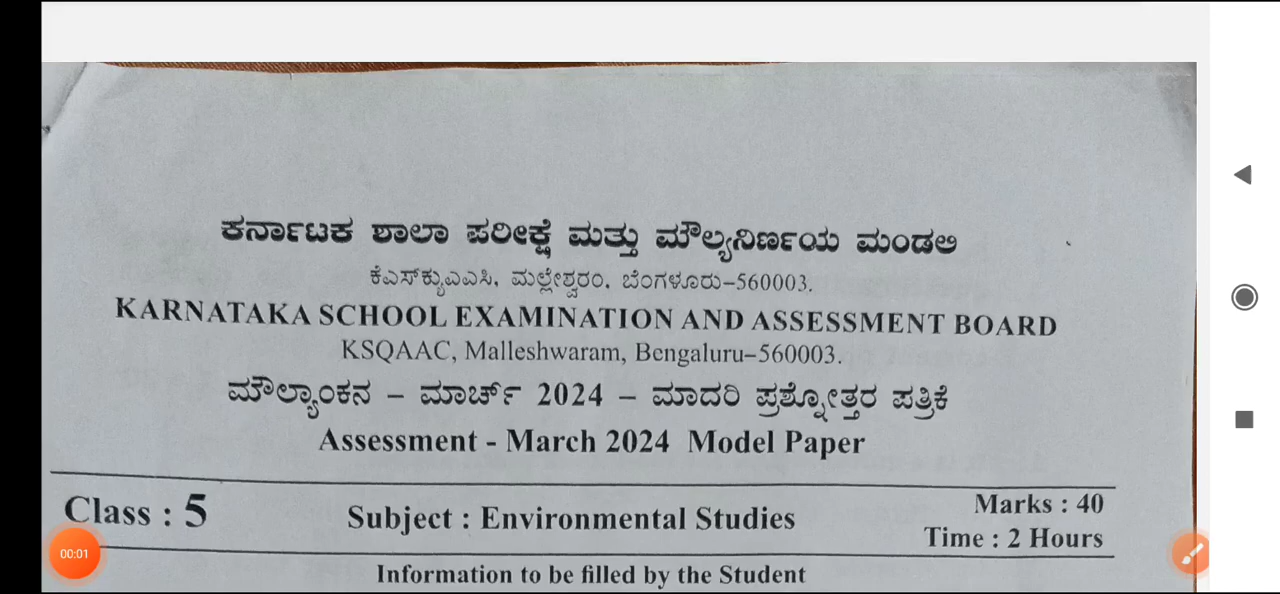 ಕರ್ನಾಟಕ ಶಾಲಾ ಪರೀಕ್ಷೆ ಮತ್ತು ಮೌಲ್ಯನಿರ್ಣಯ ಮಂಡಲಿ
ಕೆಎಸ್‌ಕ್ಯುಎಎಸಿ, ಮಲ್ಲೇಶ್ವರಂ, ಬೆಂಗಳೂರು-560003.
KARNATAKA SCHOOL EXAMINATION AND ASSESSMENT BOARD
KSQAAC, Malleshwaram, Bengaluru-560003.
ಮೌಲ್ಯಾಂಕನ - ಮಾರ್ಚ್ 2024 - ಮಾದರಿ ಪ್ರಶ್ನೋತ್ತರ ಪತ್ರಿಕೆ
Assessment - March 2024 Model Paper
Class : 5
Subject : Environmental Studies
Marks : 40
Time : 2 Hours
00:01
Information to be filled by the Student